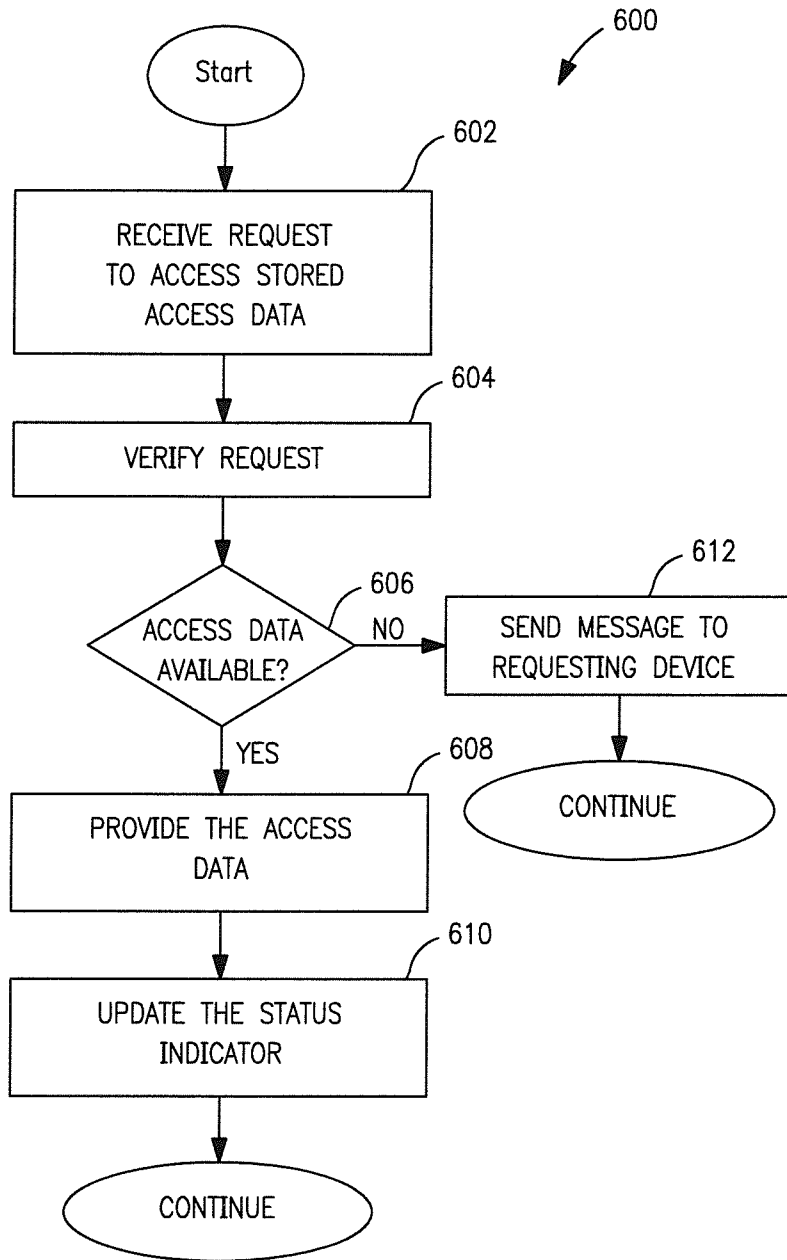 600
Start
602
RECEIVE REQUEST
TO ACCESS STORED
ACCESS DATA
604
VERIFY REQUEST
606
ACCESS DATA
AVAILABLE?
NO
612
SEND MESSAGE TO
REQUESTING DEVICE
CONTINUE
YES
608
PROVIDE THE ACCESS
DATA
610
UPDATE THE STATUS
INDICATOR
CONTINUE